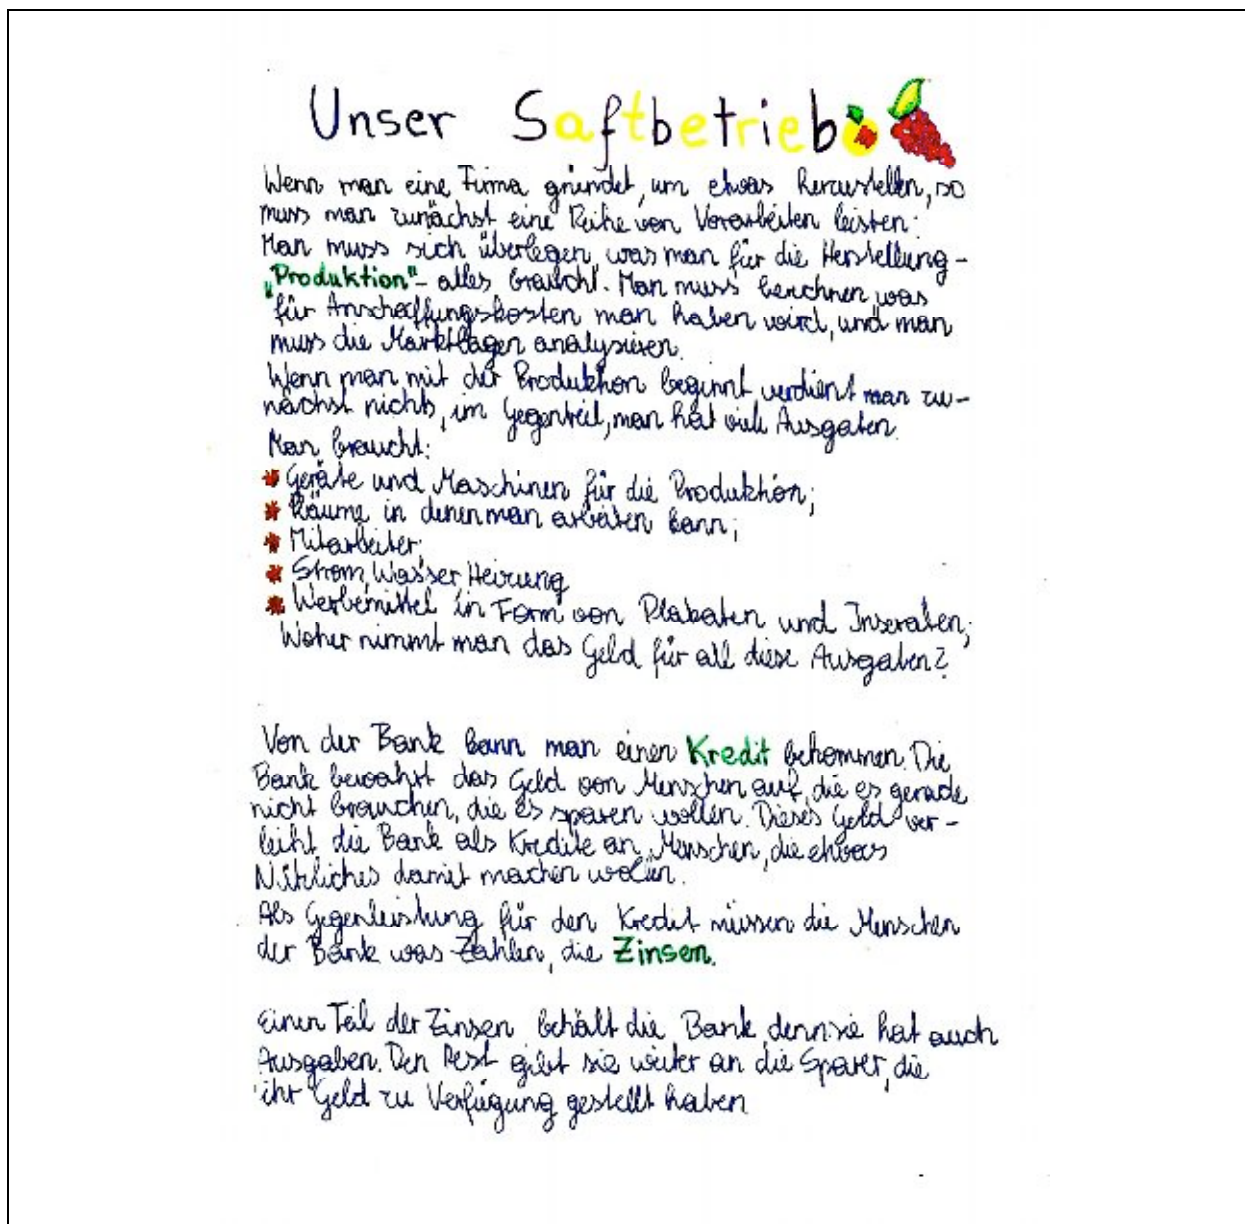 Unser Saftbetrieb
Wenn man eine Firma gründet, um etwas herzustellen, so
muss man zunächst eine Reihe von Vorarbeiten leisten:
Man muss sich überlegen, was man für die Herstellung -
"Produktion" - alles braucht. Man muss berechnen, was
für Anschaffungskosten man haben wird, und man
muss die Marktlagen analysieren.
Wenn man mit der Produktion beginnt, verdient man zu-
nächst nichts, im Gegenteil, man hat viele Ausgaben.
Man braucht:
* Geräte und Maschinen für die Produktion;
* Räume in denen man arbeiten kann;
* Mitarbeiter;
* Strom, Wasser, Heizung
* Werbemittel in Form von Plakaten und Inseraten;
Woher nimmt man das Geld für all diese Ausgaben?
Von der Bank kann man einen Kredit bekommen. Die
Bank bewahrt das Geld von Menschen auf, die es gerade
nicht brauchen, die es sparen wollen. Dieses Geld ver-
leiht die Bank als Kredite an Menschen, die etwas
Nützliches damit machen wollen.
Als Gegenleistung für den Kredit müssen die Menschen
der Bank was Zahlen, die Zinsen.
Einen Teil der Zinsen behält die Bank, denn sie hat auch
Ausgaben. Den Rest gibt sie weiter an die Sparer, die
ihr Geld zu Verfügung gestellt haben